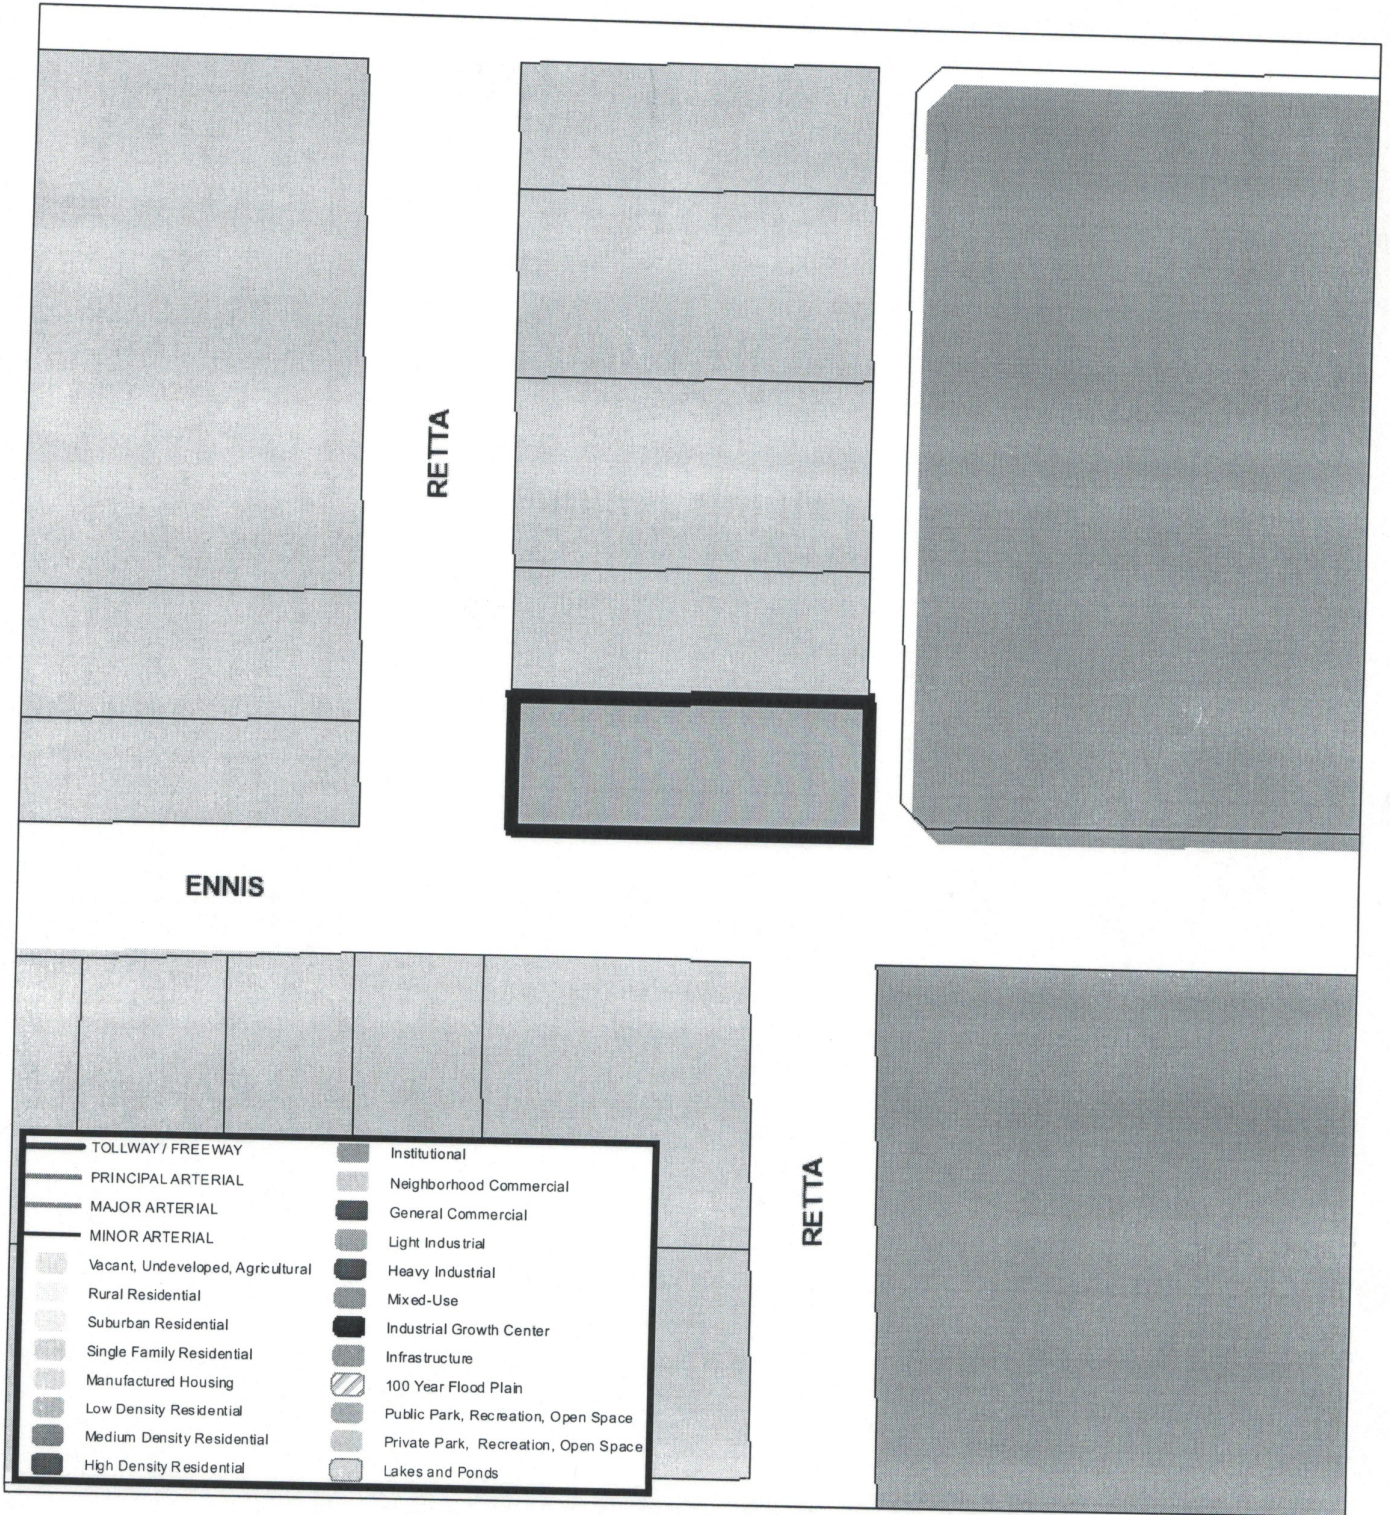 RETTA
ENNIS
RETTA
TOLLWAY / FREEWAY
PRINCIPAL ARTERIAL
MAJOR ARTERIAL
MINOR ARTERIAL
Vacant, Undeveloped, Agricultural
Rural Residential
Suburban Residential
Single Family Residential
Manufactured Housing
Low Density Residential
Medium Density Residential
High Density Residential
Institutional
Neighborhood Commercial
General Commercial
Light Industrial
Heavy Industrial
Mixed-Use
Industrial Growth Center
Infrastructure
100 Year Flood Plain
Public Park, Recreation, Open Space
Private Park, Recreation, Open Space
Lakes and Ponds